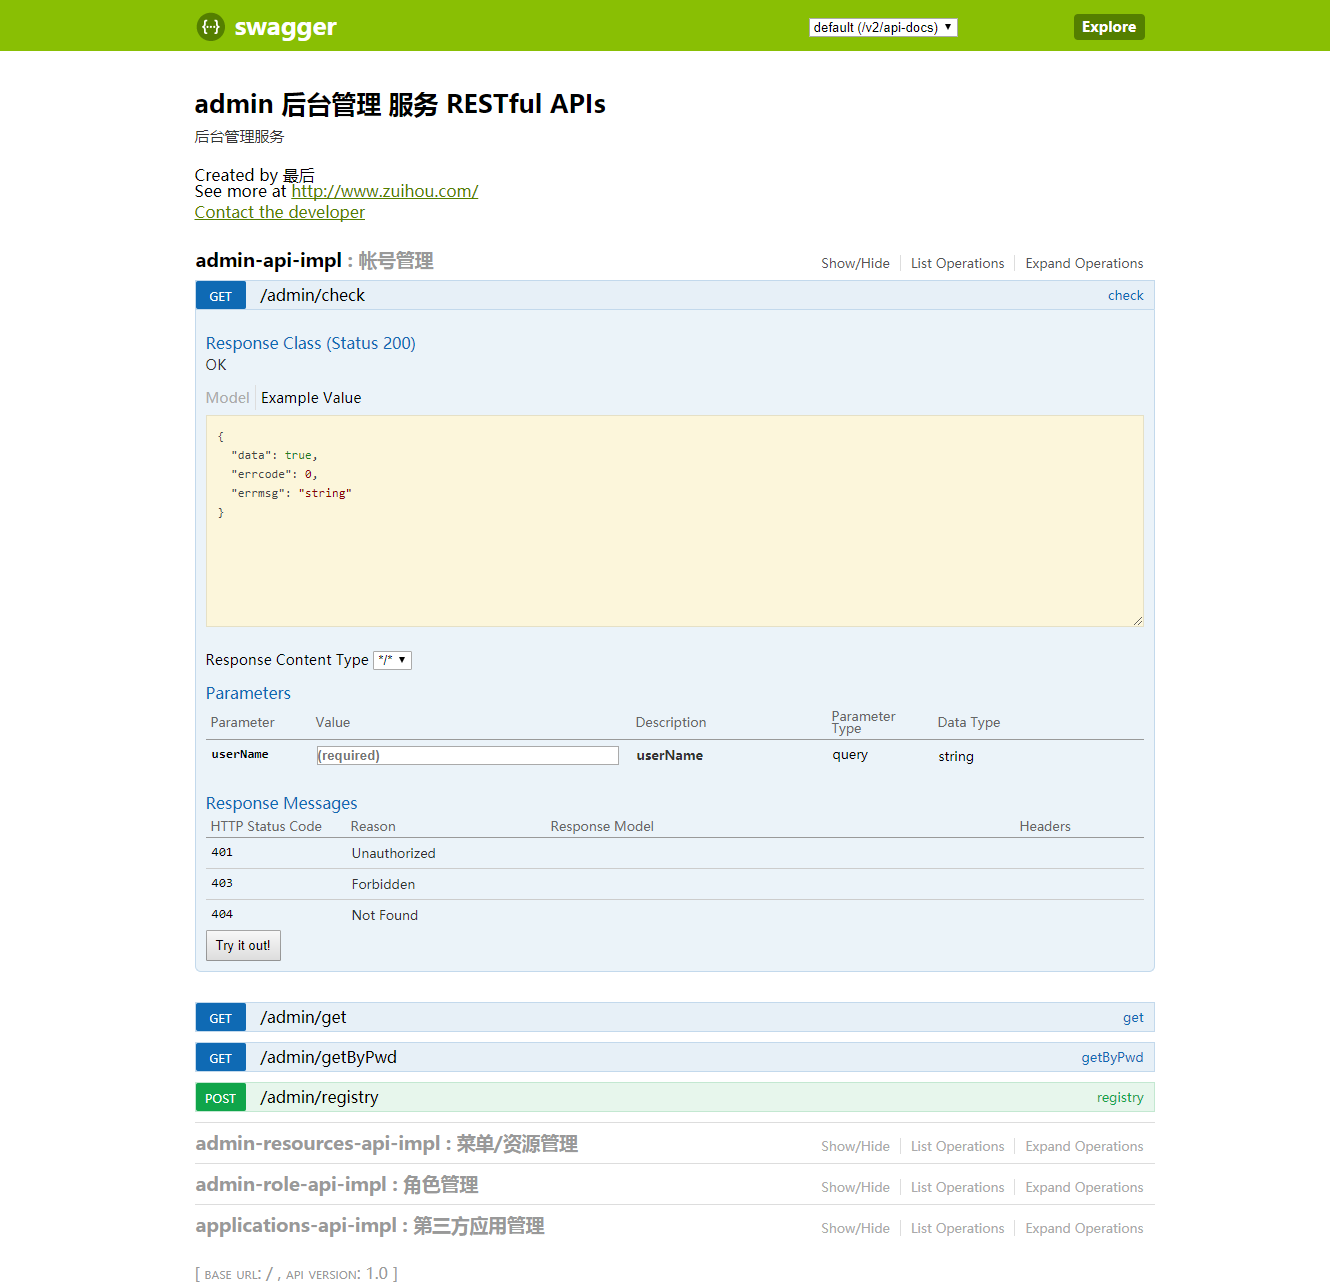 {···} swagger default (/v2/api-docs) Explore
admin 后台管理 服务 RESTful APIs
后台管理服务
Created by 最后
See more at http://www.zuihou.com/
Contact the developer
admin-api-impl : 帐号管理 Show/Hide List Operations Expand Operations
GET /admin/check check
Response Class (Status 200)
OK
Model Example Value
{
"data": true,
"errcode": 0,
"errmsg": "string"
}
Response Content Type */*
Parameters
Parameter Value Description Parameter Type Data Type
userName (required) userName query string
Response Messages
HTTP Status Code Reason Response Model Headers
401 Unauthorized
403 Forbidden
404 Not Found
Try it out!
GET /admin/get get
GET /admin/getByPwd getByPwd
POST /admin/registry registry
admin-resources-api-impl : 菜单/资源管理 Show/Hide List Operations Expand Operations
admin-role-api-impl : 角色管理 Show/Hide List Operations Expand Operations
applications-api-impl : 第三方应用管理 Show/Hide List Operations Expand Operations
[ BASE URL: / , API VERSION: 1.0 ]